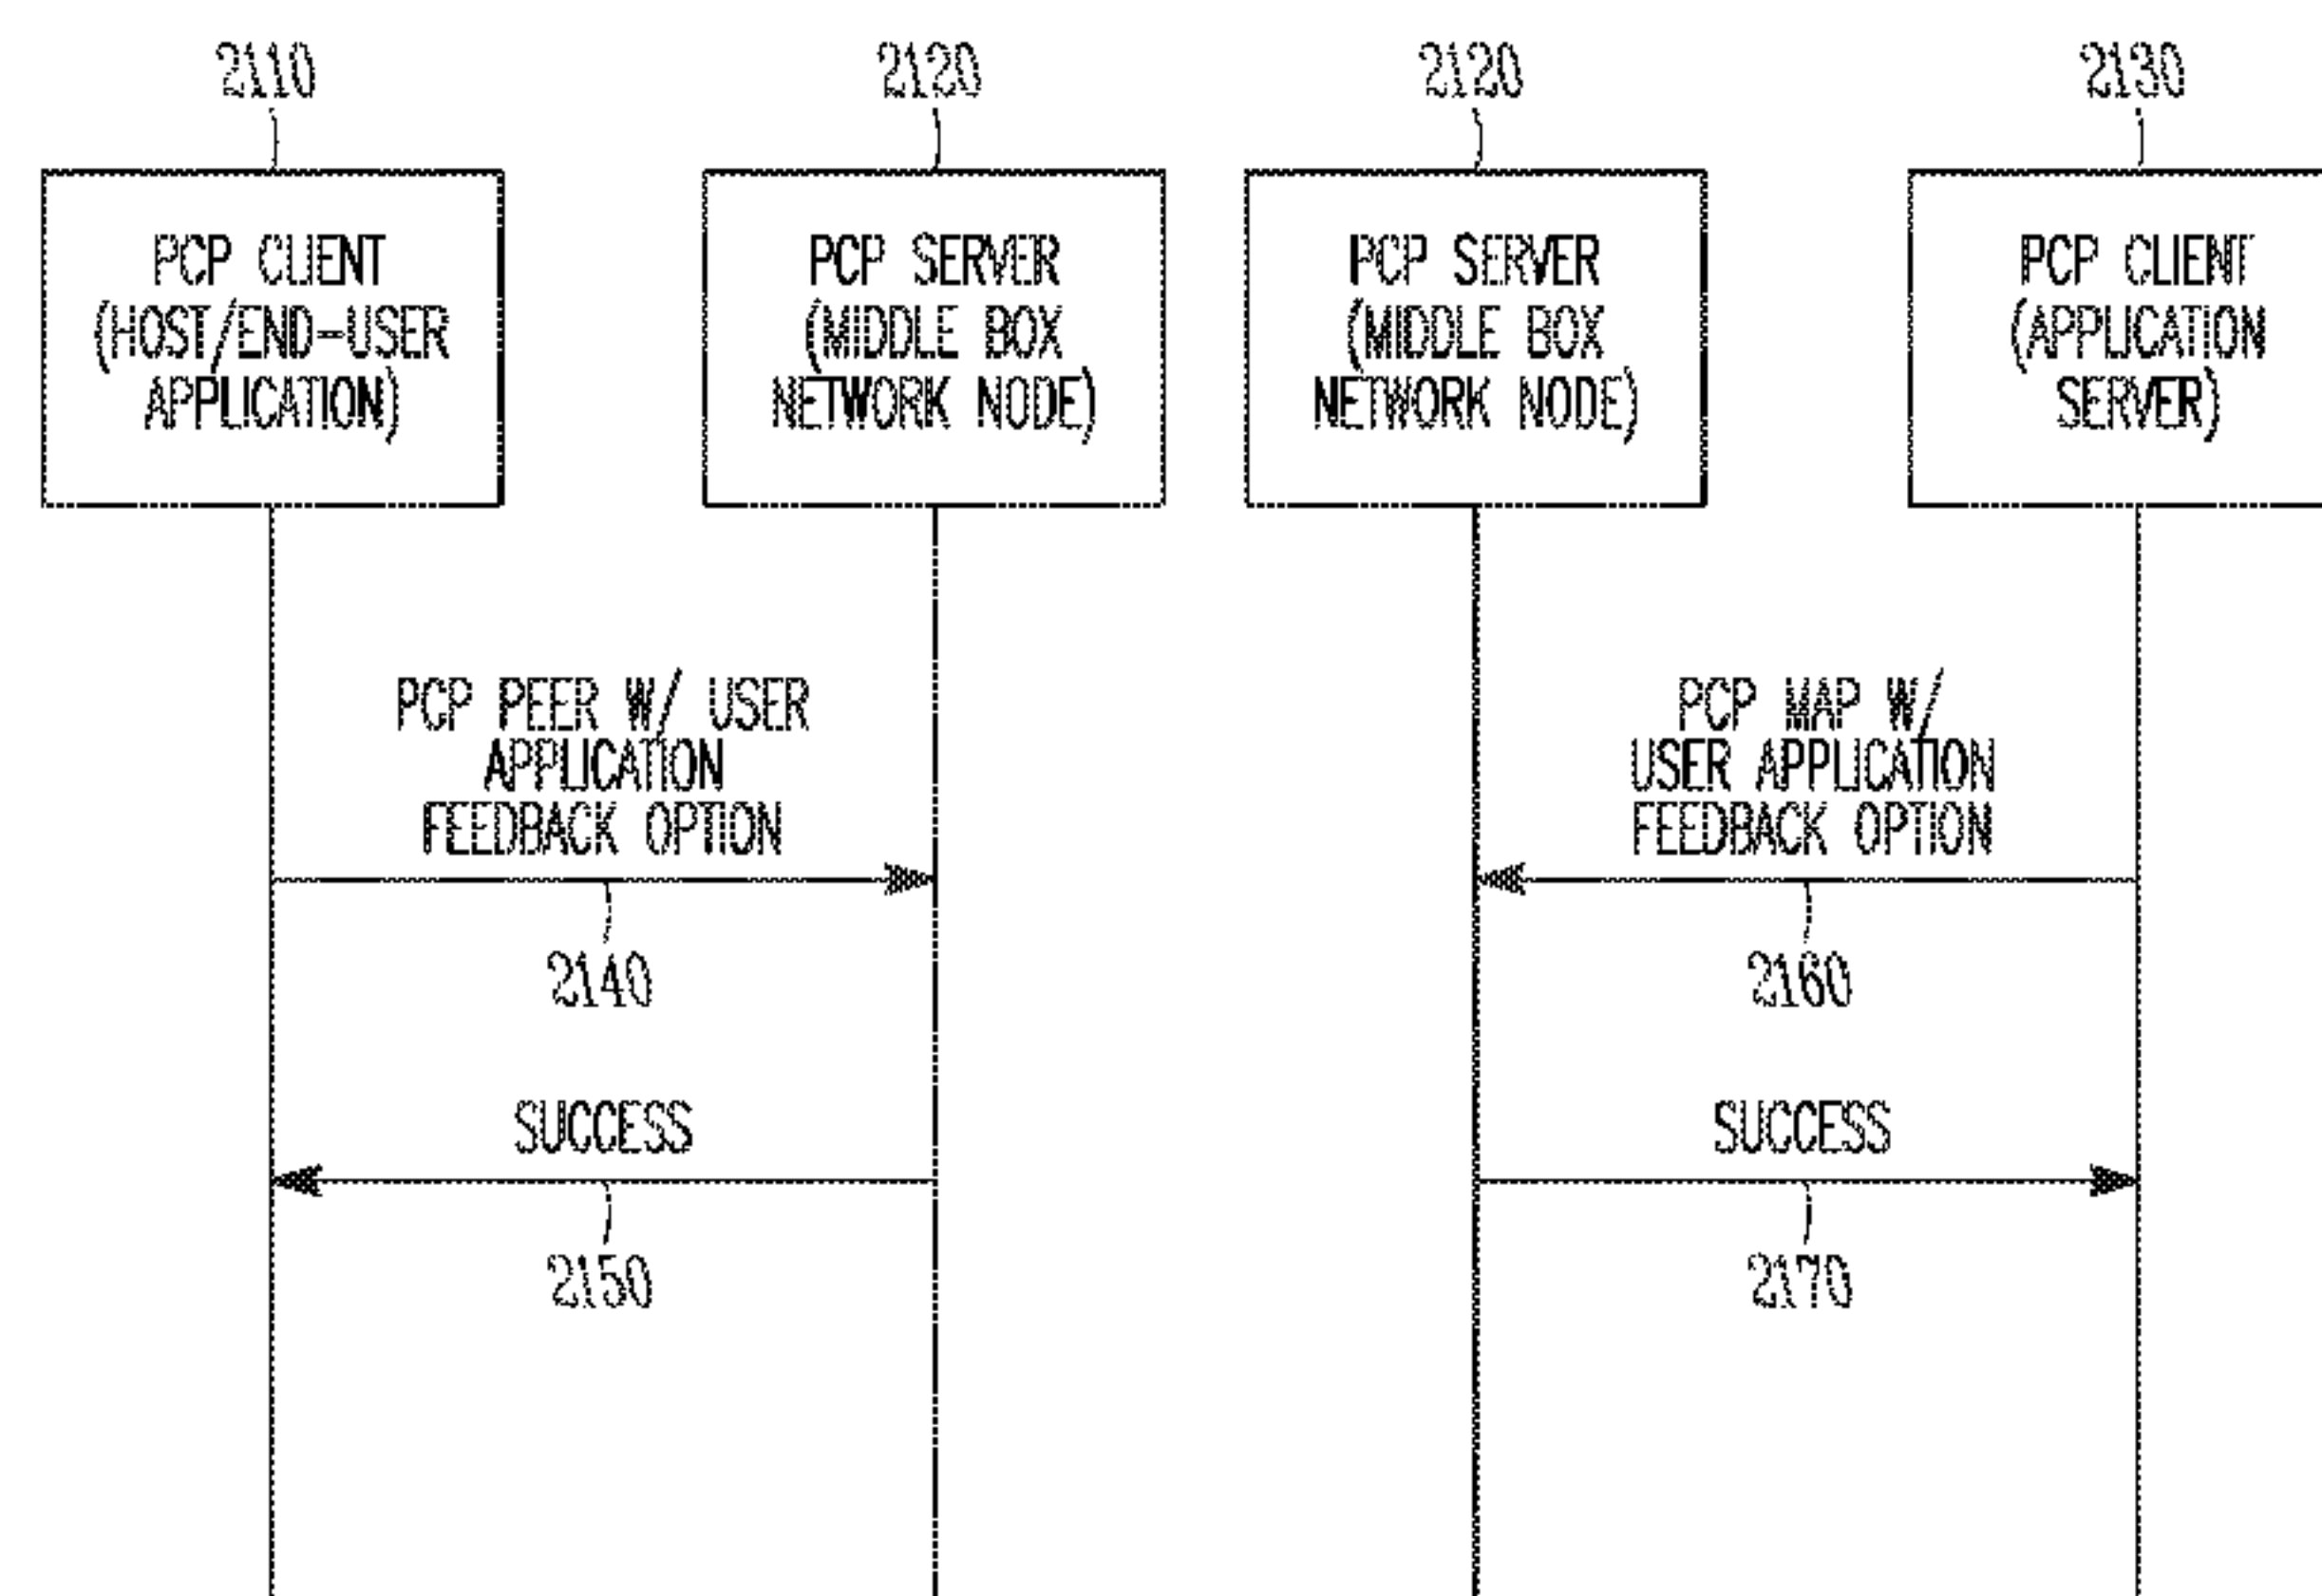 2110
2120
2120
2130
PCP CLIENT
(HOST/END-USER
APPLICATION)
PCP SERVER
(MIDDLE BOX
NETWORK NODE)
PCP SERVER
(MIDDLE BOX
NETWORK NODE)
PCP CLIENT
(APPLICATION
SERVER)
PCP PEER W/ USER
APPLICATION
FEEDBACK OPTION
2140
PCP MAP W/
USER APPLICATION
FEEDBACK OPTION
2160
SUCCESS
2150
SUCCESS
2170